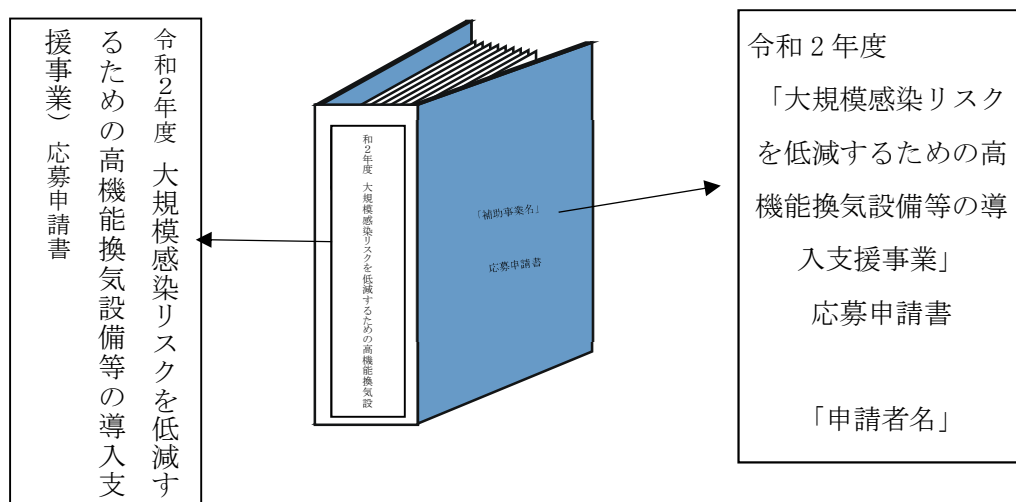 令和２年度 大規模感染リスクを低減す
るための高機能換気設備等の導入支
援事業） 応募申請書
和２年度 大規模感染リスクを低減するための高機能換気設
「補助事業名」
応募申請書
令和２年度
「大規模感染リスク
を低減するための高
機能換気設備等の導
入支援事業」
応募申請書
「申請者名」